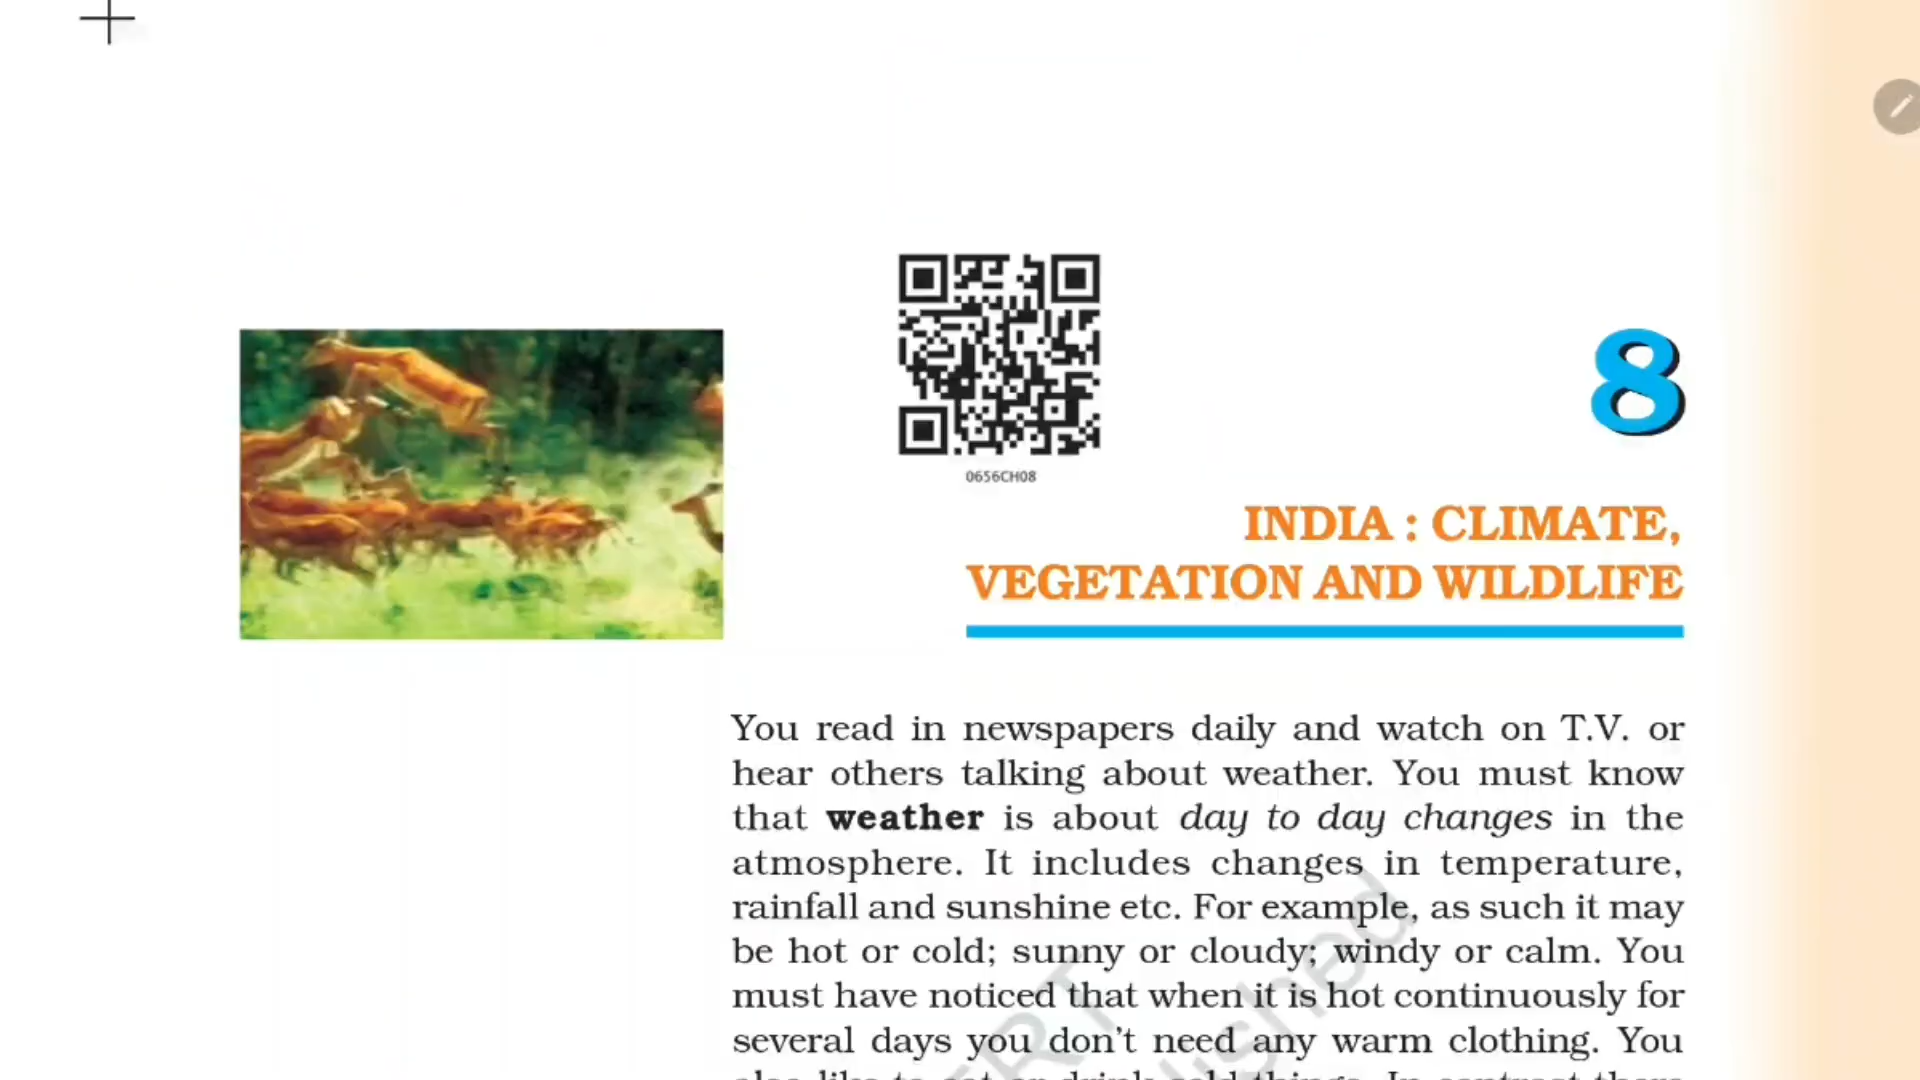 8
0656CH08
INDIA : CLIMATE,
VEGETATION AND WILDLIFE
You read in newspapers daily and watch on T.V. or
hear others talking about weather. You must know
that weather is about day to day changes in the
atmosphere. It includes changes in temperature,
rainfall and sunshine etc. For example, as such it may
be hot or cold; sunny or cloudy; windy or calm. You
must have noticed that when it is hot continuously for
several days you don't need any warm clothing. You